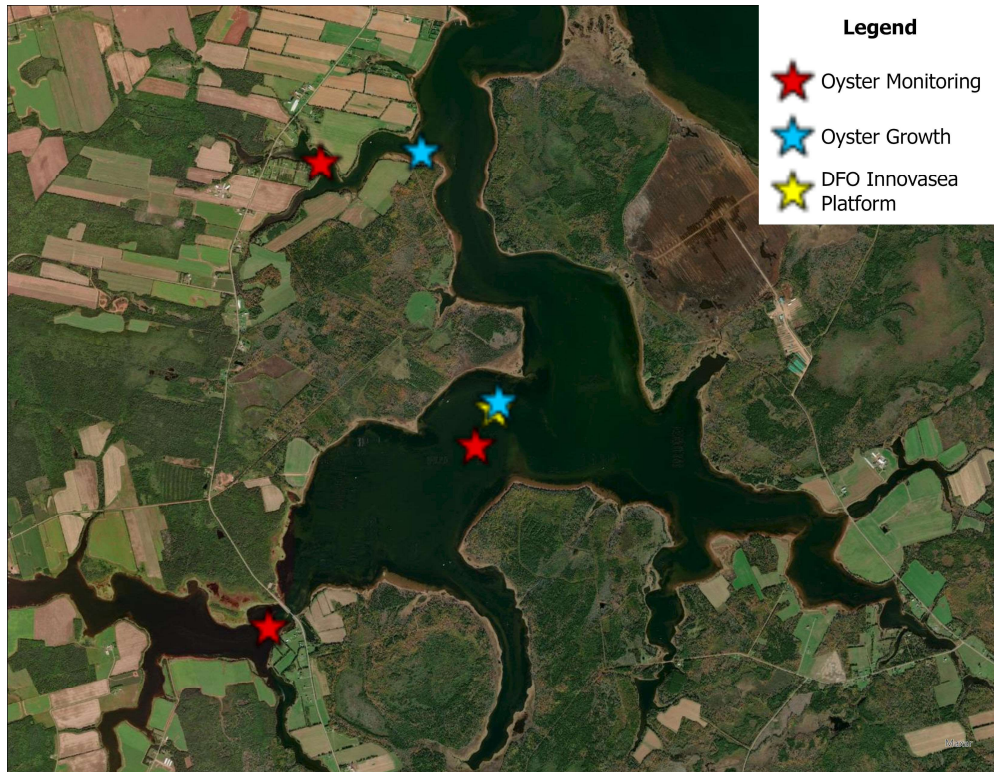 Legend
Oyster Monitoring
Oyster Growth
DFO Innovasea
Platform